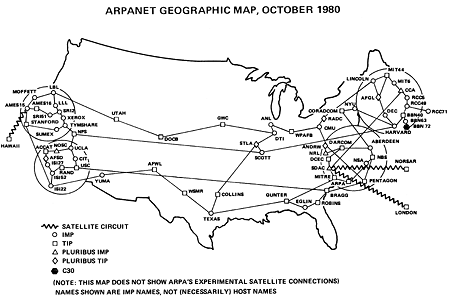 ARPANET GEOGRAPHIC MAP, OCTOBER 1980
MOFFETT
LBL
AMES15
AMES16
LLL
SRI2
SRI51
XEROX
STANFORD
TYMSHARE
SUMEX
NPS
HAWAII
ACCAT
NOSC
UCLA
AFSD
CIT
ISI27
USC
RAND
ISI52
ISI22
YUMA
UTAH
DOCB
GWC
AFWL
WSMR
TEXAS
COLLINS
ANL
DTI
STLA
SCOTT
WPAFB
GUNTER
EGLIN
ROBINS
BRAGG
LINCOLN
MIT44
MIT6
CCA
RCC5
RCC49
RCC71
BBN40
BBN63
BBN 72
AFGL
DEC
NYU
HARVARD
CORADCOM
RADC
CMU
ABERDEEN
DARCOM
ANDRW
NRL
NBS
DCEC
NSA
NORSAR
SDAC
MITRE
ARPA
PENTAGON
LONDON
SATELLITE CIRCUIT
IMP
TIP
PLURIBUS IMP
PLURIBUS TIP
C30
(NOTE: THIS MAP DOES NOT SHOW ARPA'S EXPERIMENTAL SATELLITE CONNECTIONS)
NAMES SHOWN ARE IMP NAMES, NOT (NECESSARILY) HOST NAMES